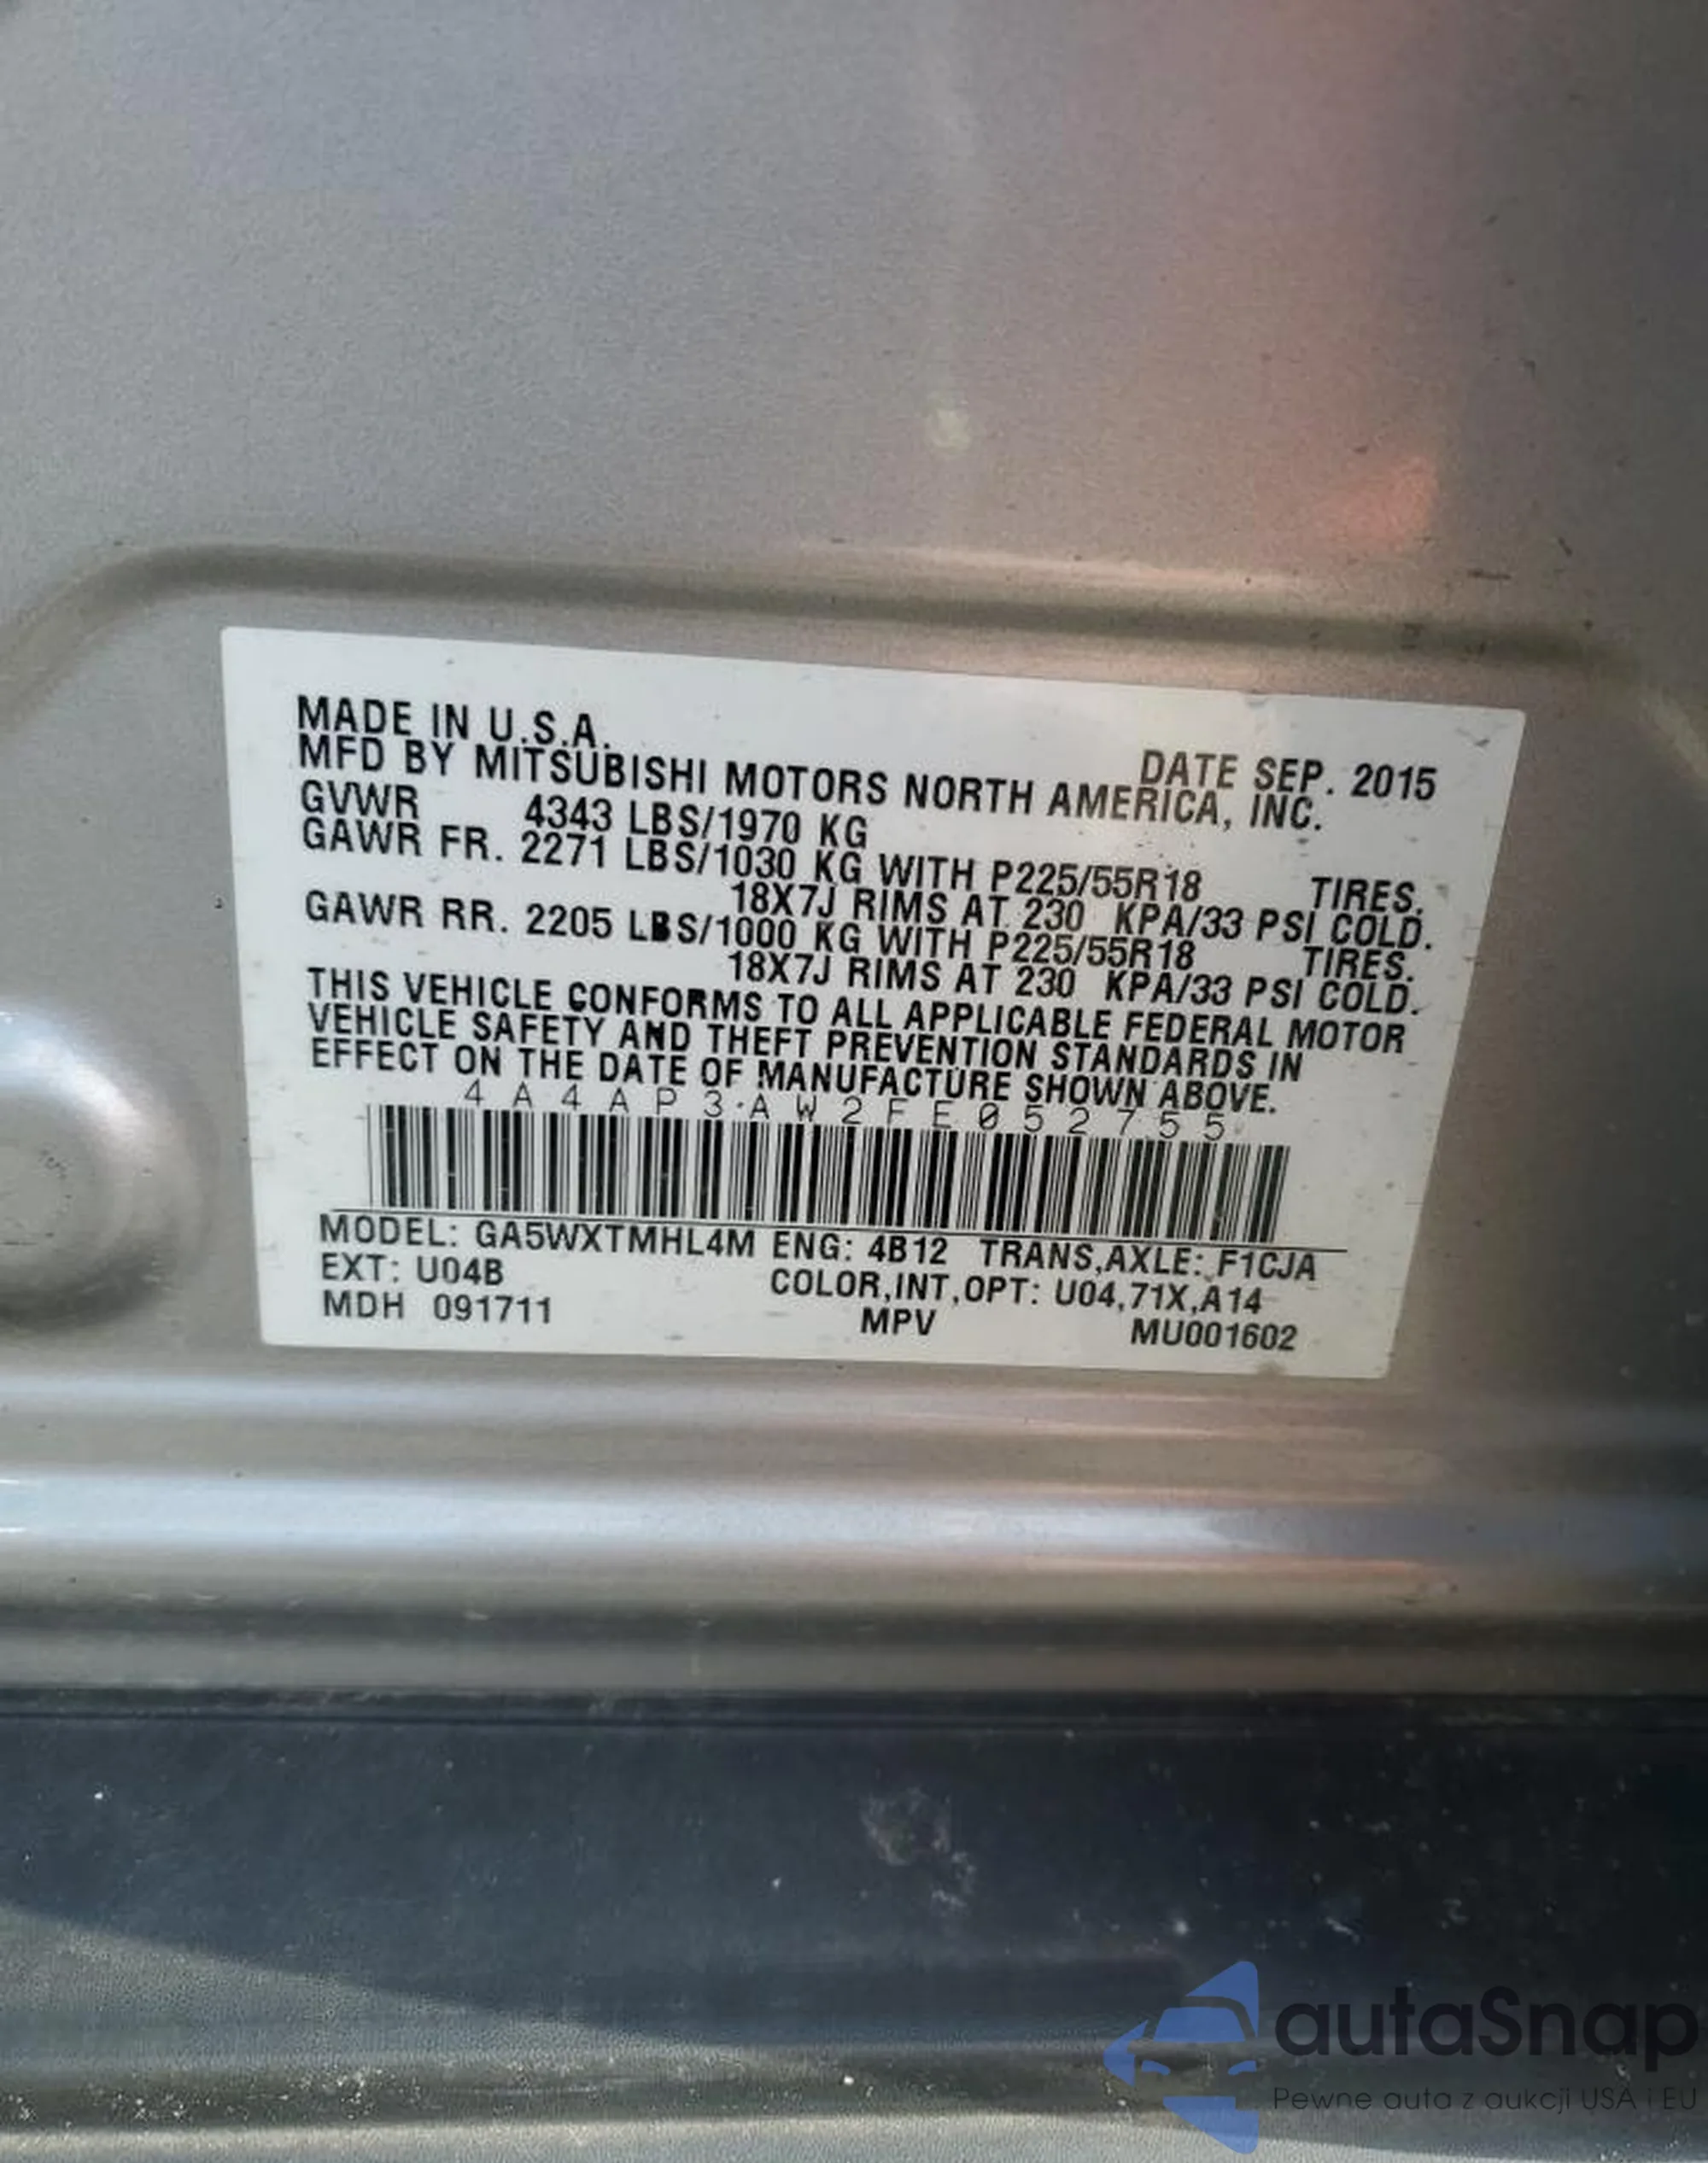 MADE IN U.S.A.
DATE SEP. 2015
MFD BY MITSUBISHI MOTORS NORTH AMERICA, INC.
GVWR 4343 LBS/1970 KG
GAWR FR. 2271 LBS/1030 KG WITH P225/55R18 TIRES.
18X7J RIMS AT 230 KPA/33 PSI COLD.
GAWR RR. 2205 LBS/1000 KG WITH P225/55R18 TIRES.
18X7J RIMS AT 230 KPA/33 PSI COLD.
THIS VEHICLE CONFORMS TO ALL APPLICABLE FEDERAL MOTOR
VEHICLE SAFETY AND THEFT PREVENTION STANDARDS IN
EFFECT ON THE DATE OF MANUFACTURE SHOWN ABOVE.
4A4AP3AW2FE052755
MODEL: GA5WXTMHL4M ENG: 4B12 TRANS,AXLE: F1CJA
EXT: U04B COLOR,INT,OPT: U04,71X,A14
MDH 091711 MPV MU001602
autaSnap
Pewne auta z aukcji USA i EU